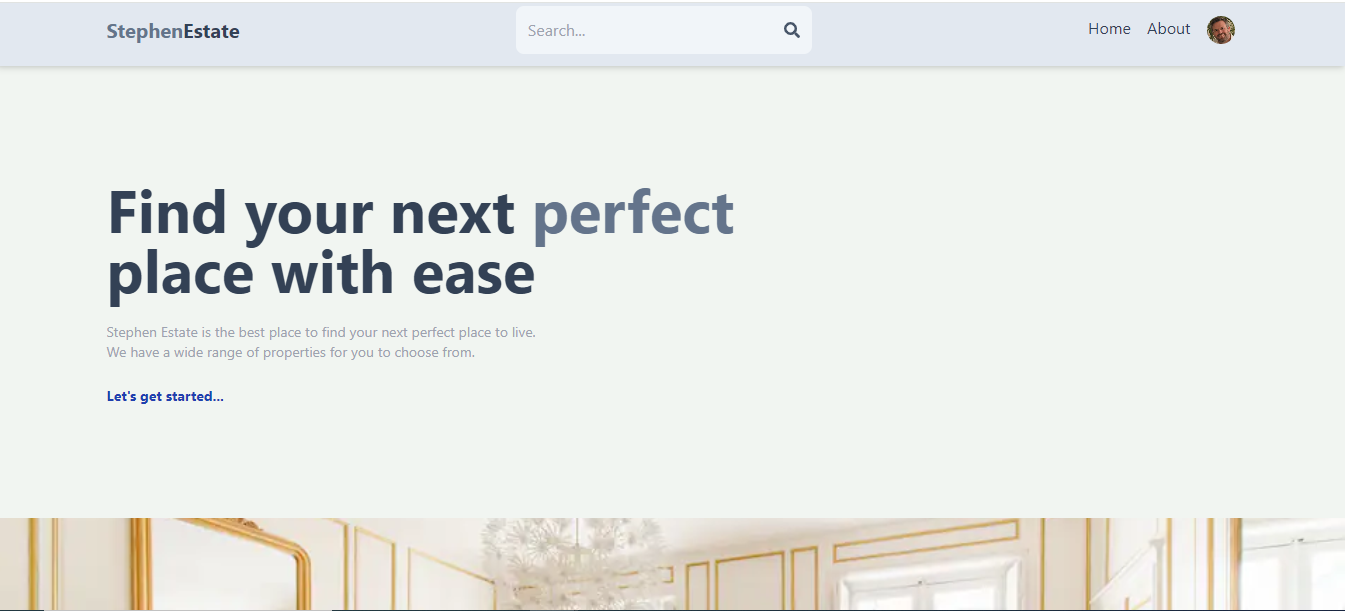 StephenEstate
Search...
Home
About
Find your next perfect
place with ease
Stephen Estate is the best place to find your next perfect place to live.
We have a wide range of properties for you to choose from.
Let's get started...